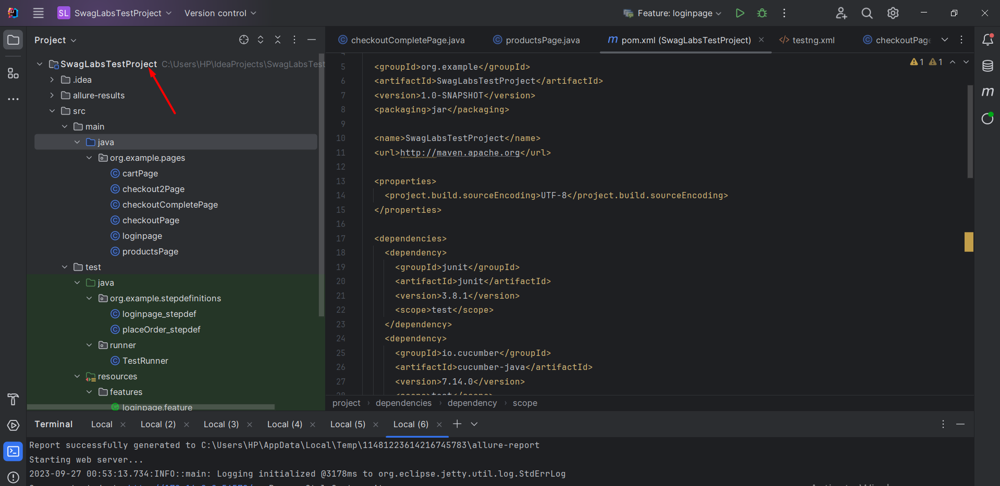 SL SwagLabsTestProject Version control Feature: loginpage
Project
SwagLabsTestProject C:\Users\HP\IdeaProjects\SwagLabsTest
.idea
allure-results
src
main
java
org.example.pages
cartPage
checkout2Page
checkoutCompletePage
checkoutPage
loginpage
productsPage
test
java
org.example.stepdefinitions
loginpage_stepdef
placeOrder_stepdef
runner
TestRunner
resources
features
loginpage.feature
checkoutCompletePage.java productsPage.java pom.xml (SwagLabsTestProject) testng.xml checkoutPage
1 1
5 <groupId>org.example</groupId>
6 <artifactId>SwagLabsTestProject</artifactId>
7 <version>1.0-SNAPSHOT</version>
8 <packaging>jar</packaging>
9
10 <name>SwagLabsTestProject</name>
11 <url>http://maven.apache.org</url>
12
13 <properties>
14 <project.build.sourceEncoding>UTF-8</project.build.sourceEncoding>
15 </properties>
16
17 <dependencies>
18 <dependency>
19 <groupId>junit</groupId>
20 <artifactId>junit</artifactId>
21 <version>3.8.1</version>
22 <scope>test</scope>
23 </dependency>
24 <dependency>
25 <groupId>io.cucumber</groupId>
26 <artifactId>cucumber-java</artifactId>
27 <version>7.14.0</version>
project › dependencies › dependency › scope
Terminal Local Local (2) Local (3) Local (4) Local (5) Local (6)
Report successfully generated to C:\Users\HP\AppData\Local\Temp\11481223614216745783\allure-report
Starting web server...
2023-09-27 00:53:13.734:INFO::main: Logging initialized @3178ms to org.eclipse.jetty.util.log.StdErrLog